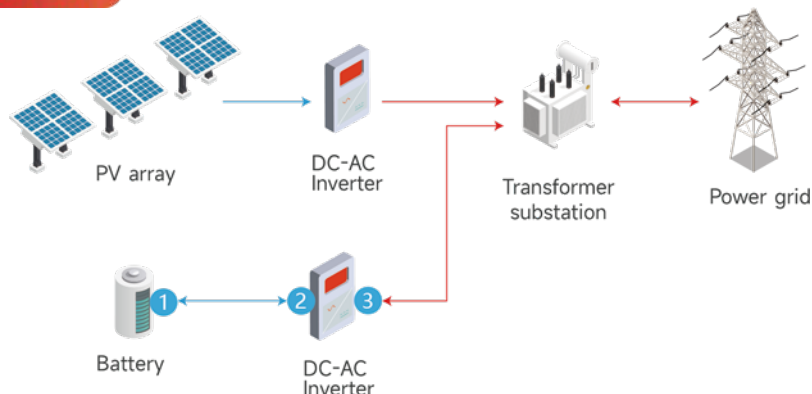 PV array
DC-AC
Inverter
Transformer
substation
Power grid
1
2
3
Battery
DC-AC
Inverter